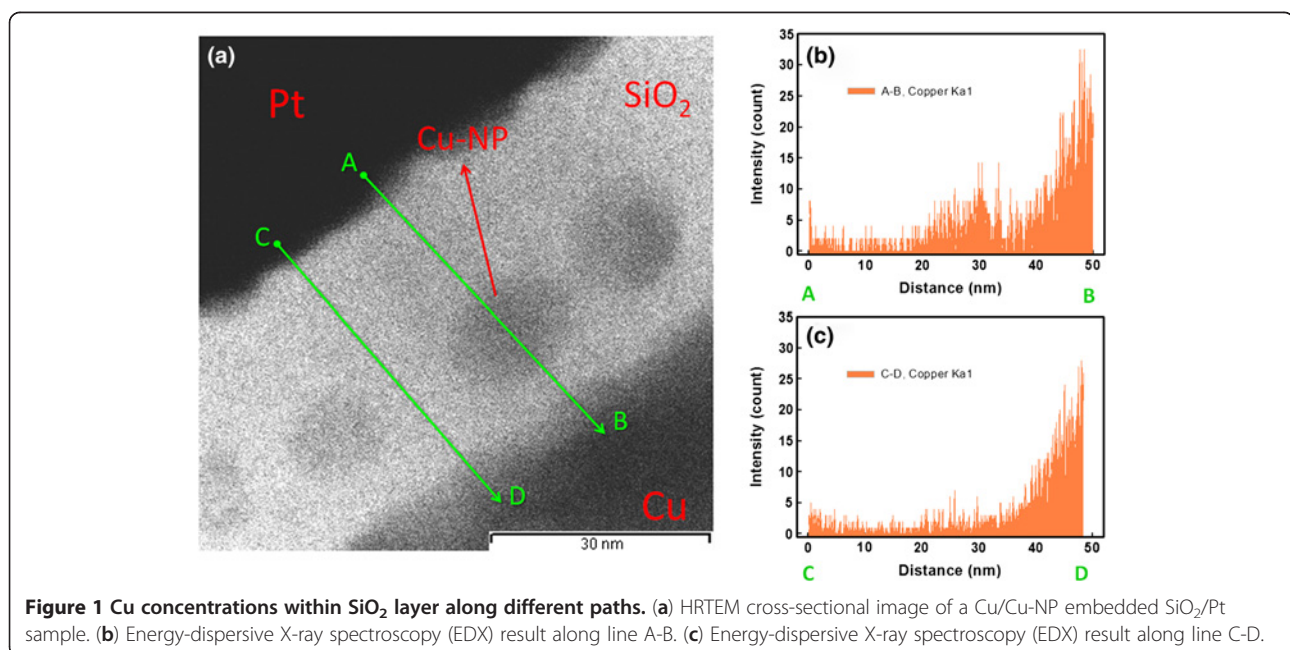 (a)
Pt
SiO₂
Cu-NP
A
C
B
D
Cu
30 nm
(b)
A-B, Copper Ka1
Intensity (count)
35
30
25
20
15
10
5
0
0 10 20 30 40 50
Distance (nm)
A B
(c)
C-D, Copper Ka1
Intensity (count)
35
30
25
20
15
10
5
0
0 10 20 30 40 50
Distance (nm)
C D
Figure 1 Cu concentrations within SiO₂ layer along different paths. (a) HRTEM cross-sectional image of a Cu/Cu-NP embedded SiO₂/Pt
sample. (b) Energy-dispersive X-ray spectroscopy (EDX) result along line A-B. (c) Energy-dispersive X-ray spectroscopy (EDX) result along line C-D.